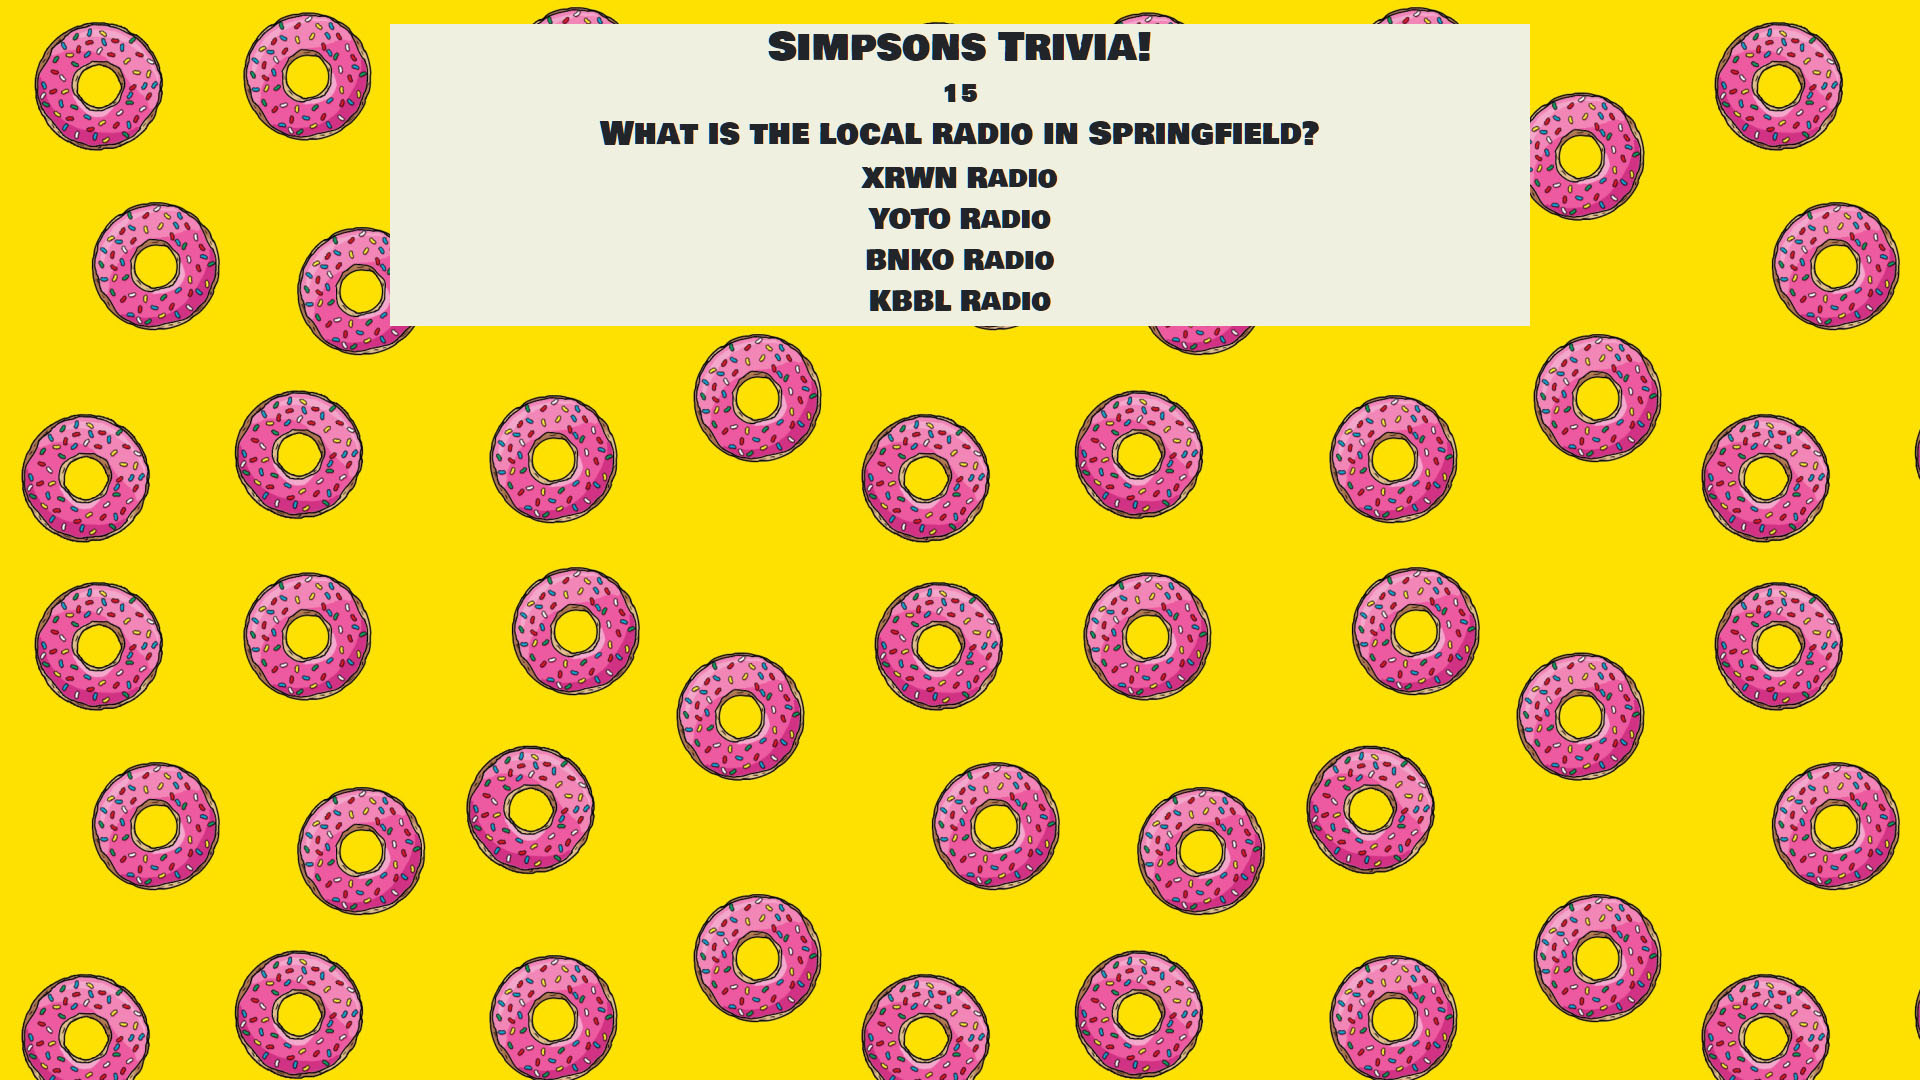 Simpsons Trivia!
15
What is the local radio in Springfield?
XRWN Radio
YOTO Radio
BNKO Radio
KBBL Radio